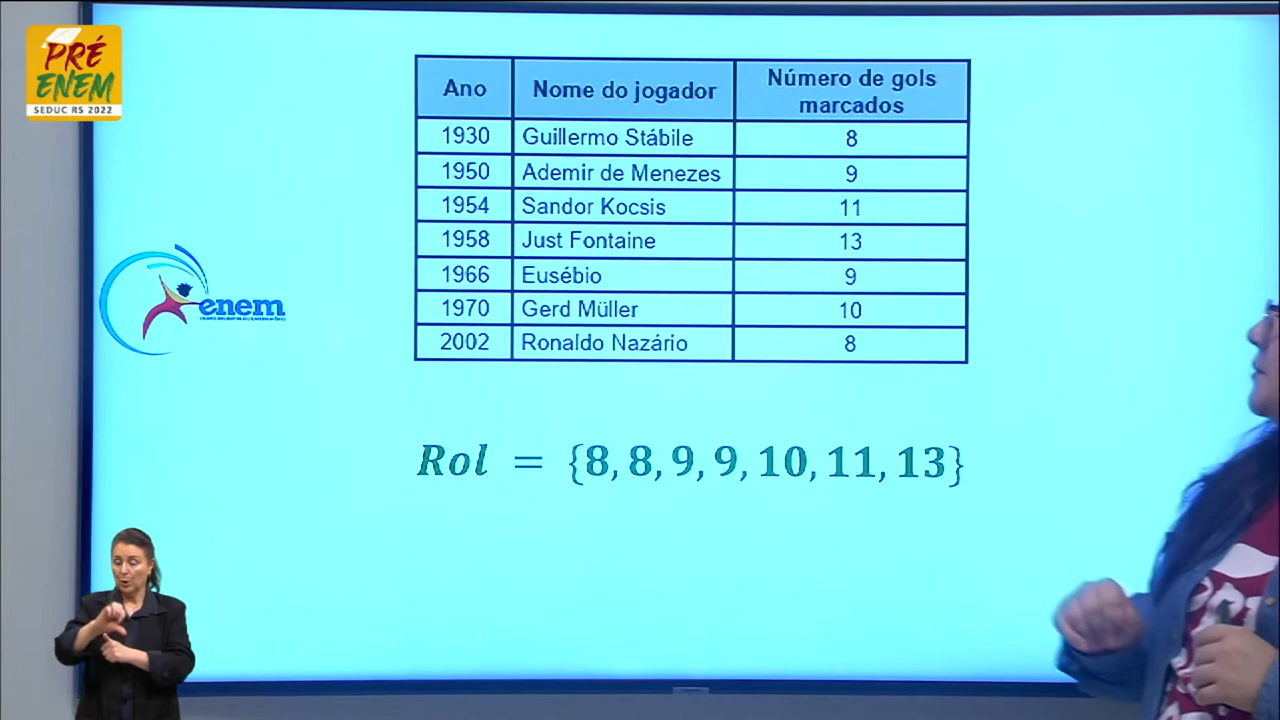 PRÉ
ENEM
SEDUC RS 2022
Ano Nome do jogador Número de gols marcados
1930 Guillermo Stábile 8
1950 Ademir de Menezes 9
1954 Sandor Kocsis 11
1958 Just Fontaine 13
1966 Eusébio 9
1970 Gerd Müller 10
2002 Ronaldo Nazário 8
enem
Rol = {8, 8, 9, 9, 10, 11, 13}